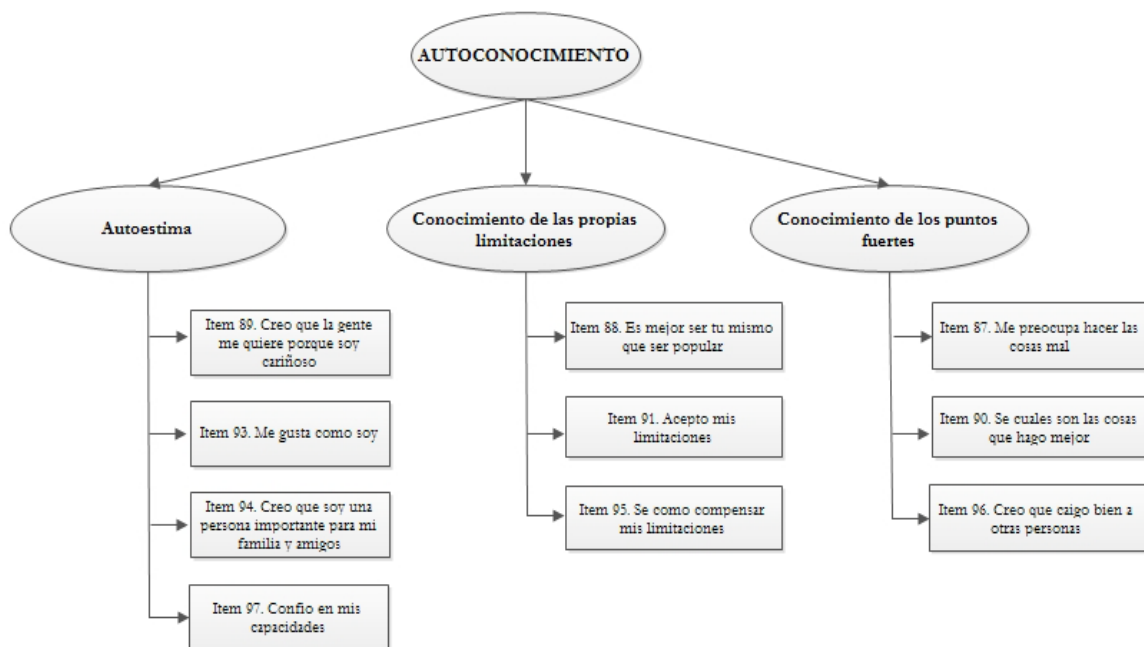 AUTOCONOCIMIENTO
Autoestima
Conocimiento de las propias
limitaciones
Conocimiento de los puntos
fuertes
Item 89. Creo que la gente
me quiere porque soy
cariñoso
Item 93. Me gusta como soy
Item 94. Creo que soy una
persona importante para mi
familia y amigos
Item 97. Confio en mis
capacidades
Item 88. Es mejor ser tu mismo
que ser popular
Item 91. Acepto mis
limitaciones
Item 95. Se como compensar
mis limitaciones
Item 87. Me preocupa hacer las
cosas mal
Item 90. Se cuales son las cosas
que hago mejor
Item 96. Creo que caigo bien a
otras personas